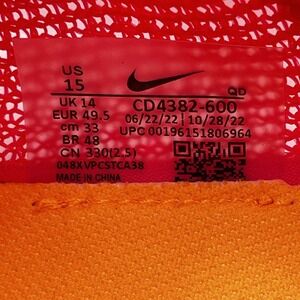 US
15
QD
UK 14
CD4382-600
EUR 49.5
06/22/22
10/28/22
cm 33
UPC 00196151806964
BR 48
CN 330(2.5)
048XVPCSTCA38
MADE IN CHINA